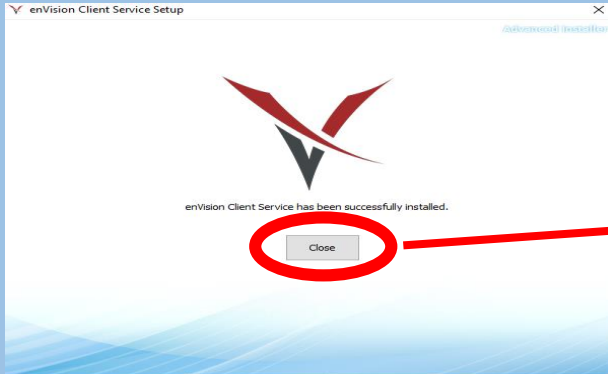 enVision Client Service Setup
Advanced Installer
enVision Client Service has been successfully installed.
Close